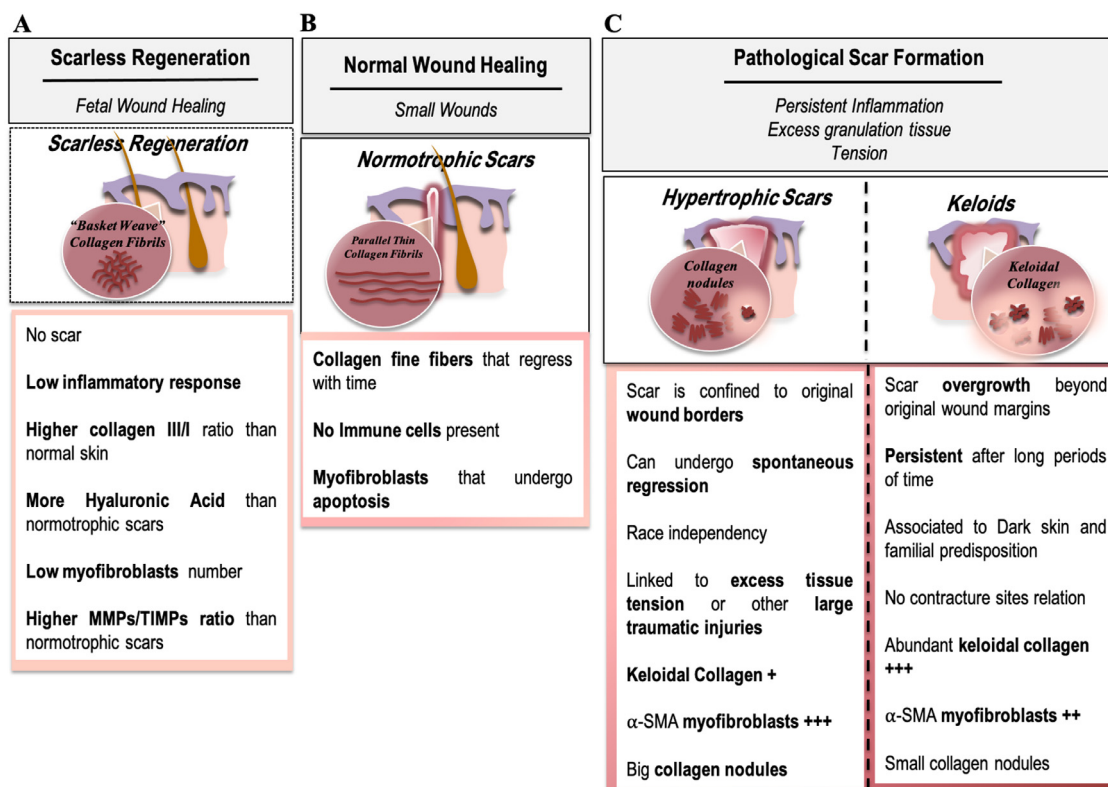 A
Scarless Regeneration
Fetal Wound Healing
Scarless Regeneration
"Basket Weave"
Collagen Fibrils
No scar
Low inflammatory response
Higher collagen III/I ratio than
normal skin
More Hyaluronic Acid than
normotrophic scars
Low myofibroblasts number
Higher MMPs/TIMPs ratio than
normotrophic scars
B
Normal Wound Healing
Small Wounds
Normotrophic Scars
Parallel Thin
Collagen Fibrils
Collagen fine fibers that regress
with time
No Immune cells present
Myofibroblasts that undergo
apoptosis
C
Pathological Scar Formation
Persistent Inflammation
Excess granulation tissue
Tension
Hypertrophic Scars
Collagen
nodules
Scar is confined to original
wound borders
Can undergo spontaneous
regression
Race independency
Linked to excess tissue
tension or other large
traumatic injuries
Keloidal Collagen +
α-SMA myofibroblasts +++
Big collagen nodules
Keloids
Keloidal
Collagen
Scar overgrowth beyond
original wound margins
Persistent after long periods
of time
Associated to Dark skin and
familial predisposition
No contracture sites relation
Abundant keloidal collagen
+++
α-SMA myofibroblasts ++
Small collagen nodules